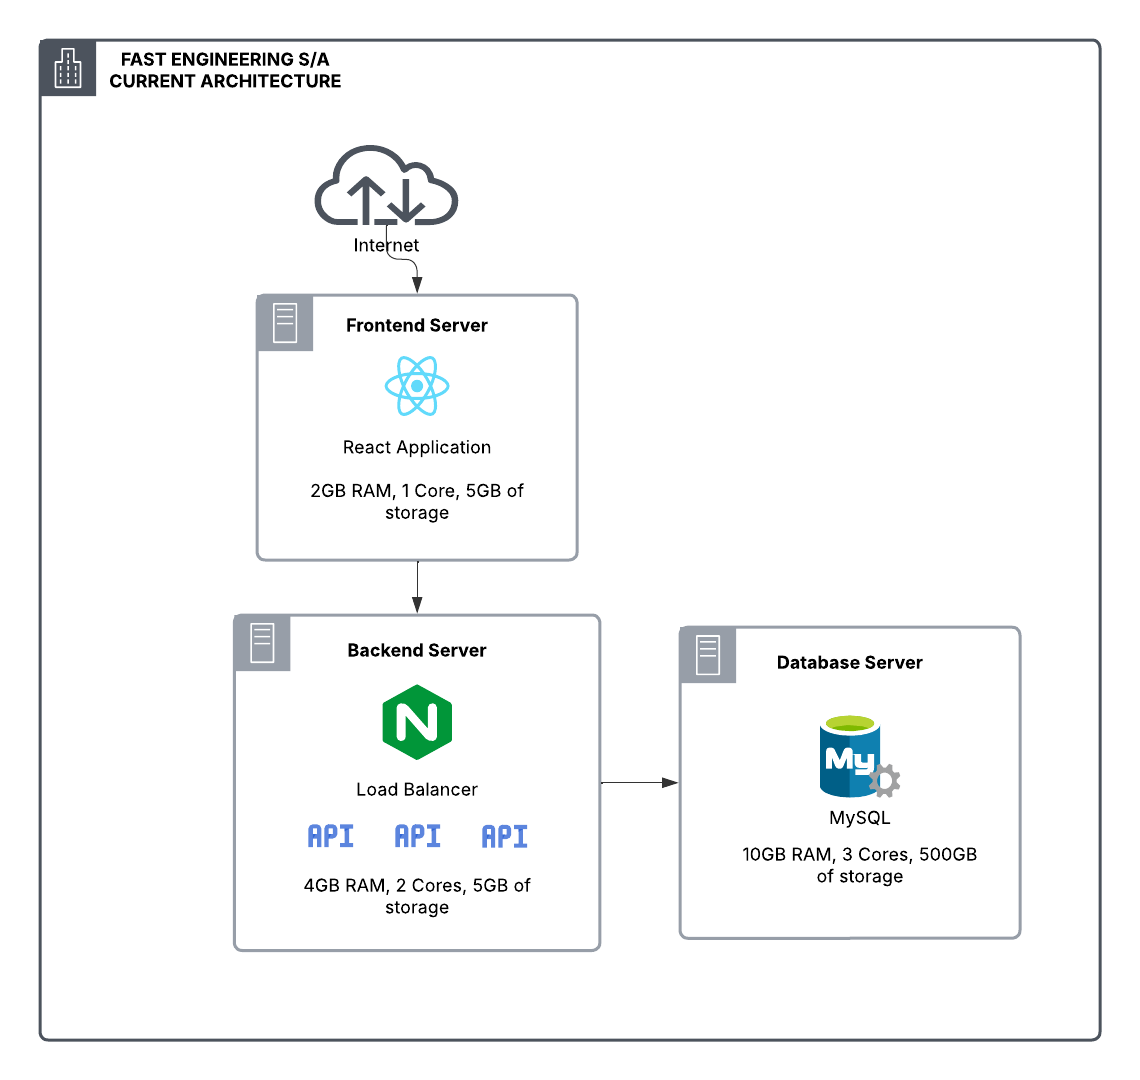 FAST ENGINEERING S/A
CURRENT ARCHITECTURE
Internet
Frontend Server
React Application
2GB RAM, 1 Core, 5GB of
storage
Backend Server
N
Load Balancer
API API API
4GB RAM, 2 Cores, 5GB of
storage
Database Server
My
MySQL
10GB RAM, 3 Cores, 500GB
of storage